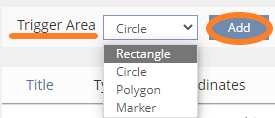 Trigger Area Circle Add
Rectangle
Circle
Polygon
Marker
Title Ty dinates